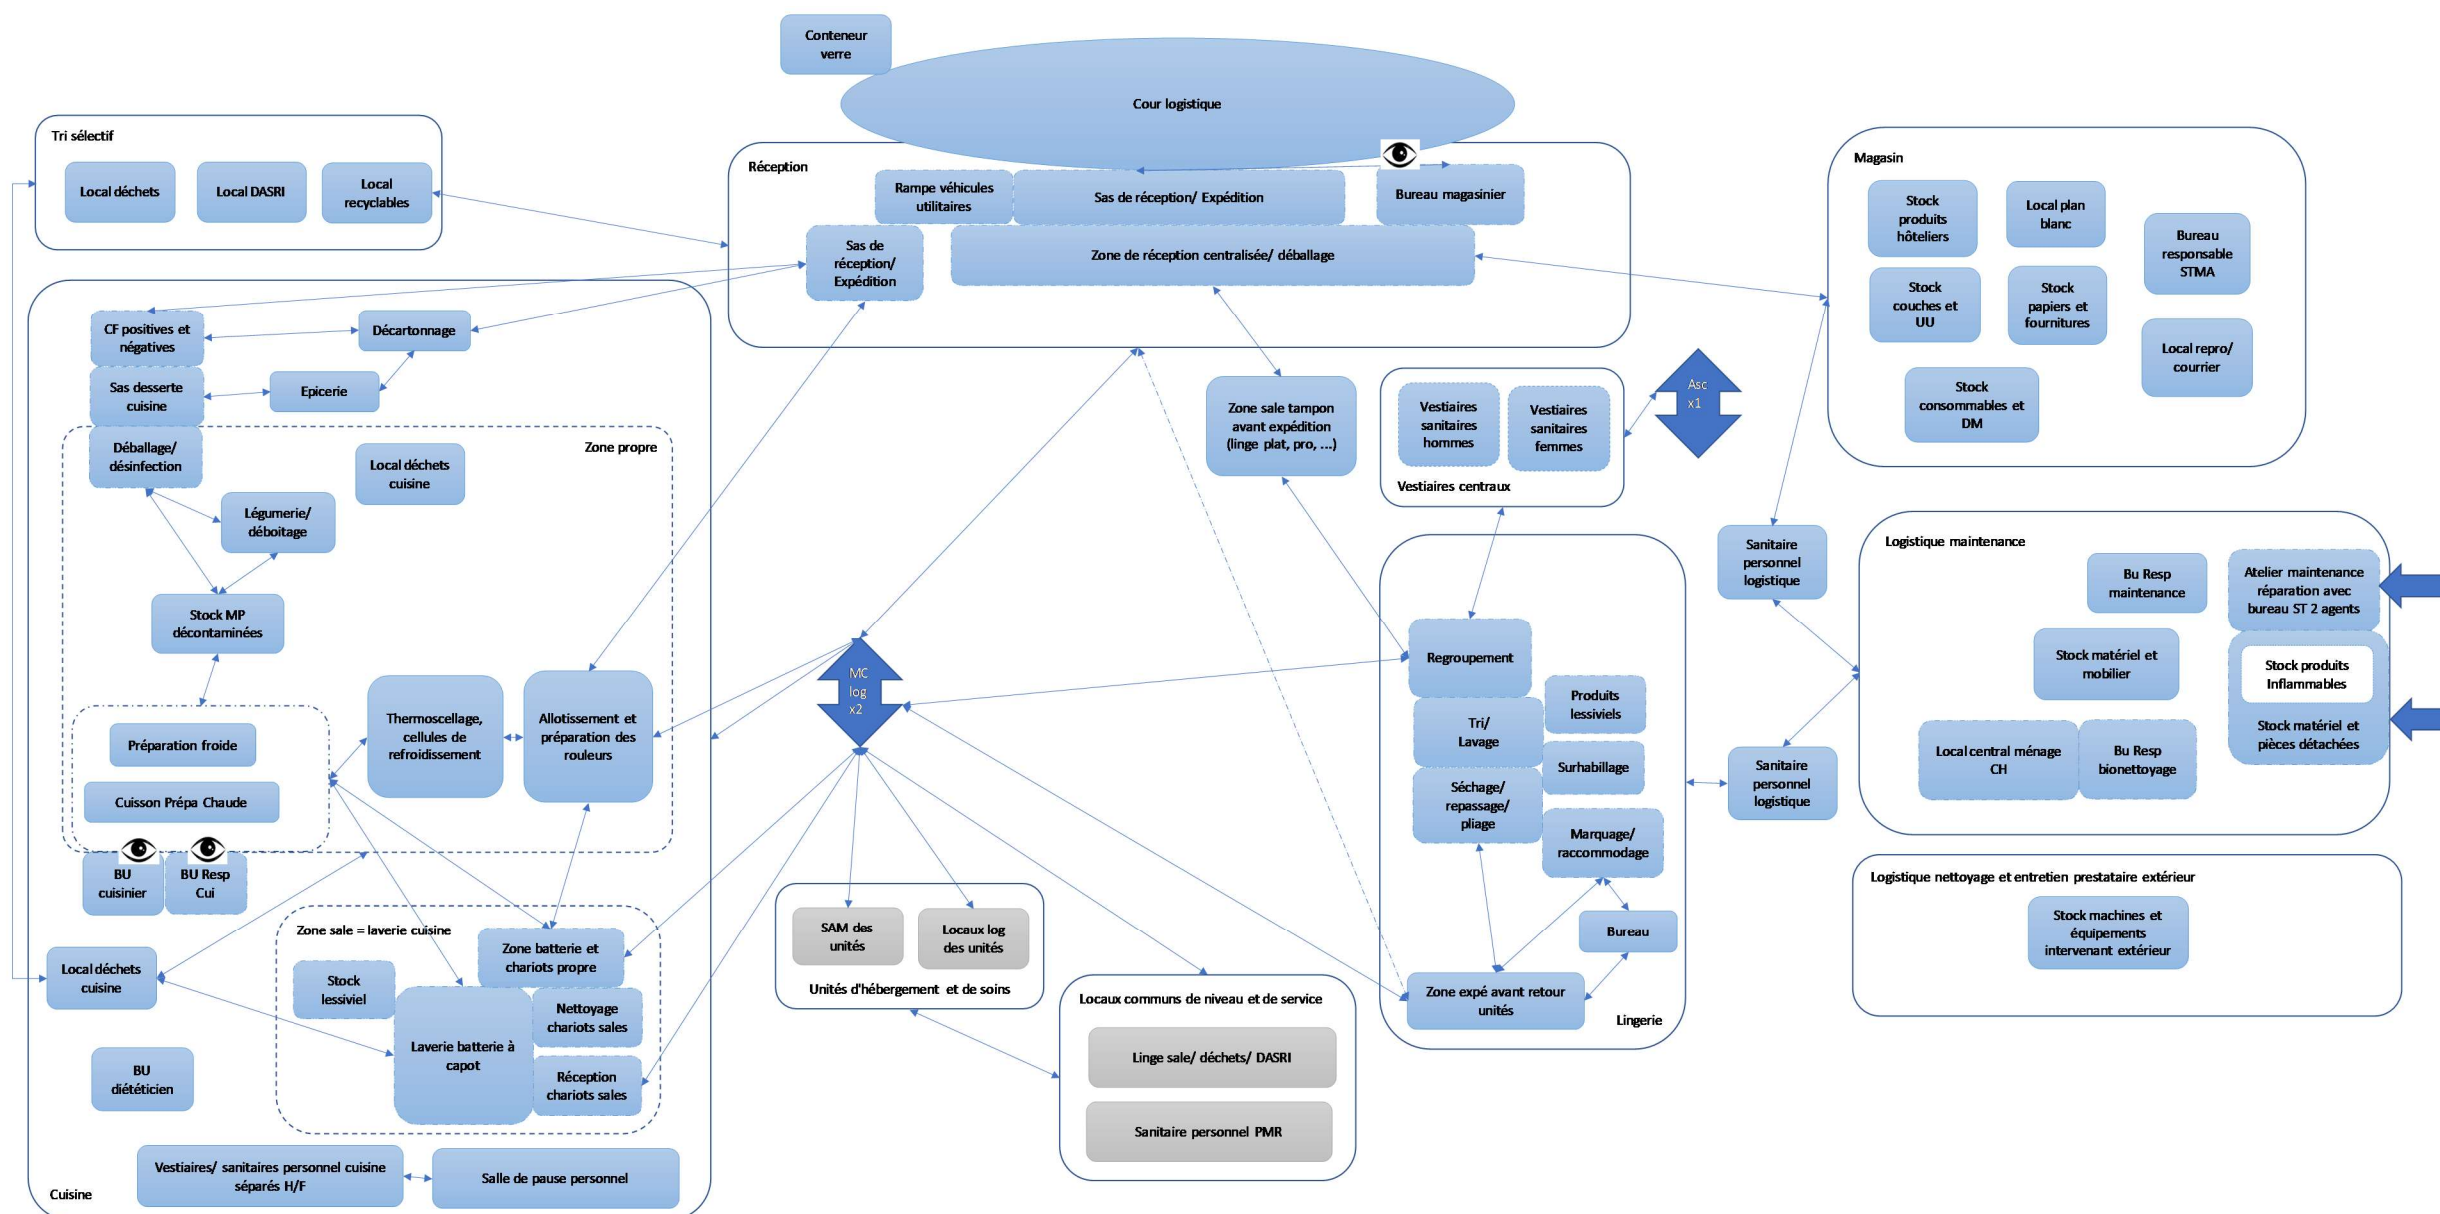 Conteneur
verre
Cour logistique
Tri sélectif
Local déchets
Local DASRI
Local
recyclables
Réception
Rampe véhicules
utilitaires
Sas de réception/ Expédition
Bureau magasinier
Sas de
réception/
Expédition
Zone de réception centralisée/ déballage
Magasin
Stock
produits
hôteliers
Local plan
blanc
Bureau
responsable
STMA
Stock
couches et
UU
Stock
papiers et
fournitures
Local repro/
courrier
Stock
consommables et
DM
CF positives et
négatives
Décartonnage
Sas desserte
cuisine
Epicerie
Déballage/
désinfection
Zone propre
Local déchets
cuisine
Légumerie/
déboitage
Stock MP
décontaminées
Préparation froide
Cuisson Prépa Chaude
Thermoscellage,
cellules de
refroidissement
Allotissement et
préparation des
rouleurs
BU
cuisinier
BU Resp
Cui
Zone sale = laverie cuisine
Zone batterie et
chariots propre
Local déchets
cuisine
Stock
lessiviel
Nettoyage
chariots sales
Laverie batterie à
capot
Réception
chariots sales
BU
diététicien
Vestiaires/ sanitaires personnel cuisine
séparés H/F
Salle de pause personnel
Cuisine
MC
log
x2
Zone sale tampon
avant expédition
(linge plat, pro, ...)
Vestiaires
sanitaires
hommes
Vestiaires
sanitaires
femmes
Vestiaires centraux
Asc
x1
Regroupement
Produits
lessiviels
Tri/
Lavage
Surhabillage
Séchage/
repassage/
pliage
Marquage/
raccommodage
Bureau
Zone expé avant retour
unités
Lingerie
SAM des
unités
Locaux log
des unités
Unités d'hébergement et de soins
Locaux communs de niveau et de service
Linge sale/ déchets/ DASRI
Sanitaire personnel PMR
Sanitaire
personnel
logistique
Sanitaire
personnel
logistique
Logistique maintenance
Bu Resp
maintenance
Atelier maintenance
réparation avec
bureau ST 2 agents
Stock matériel et
mobilier
Stock produits
Inflammables
Stock matériel et
pièces détachées
Local central ménage
CH
Bu Resp
bionettoyage
Logistique nettoyage et entretien prestataire extérieur
Stock machines et
équipements
intervenant extérieur